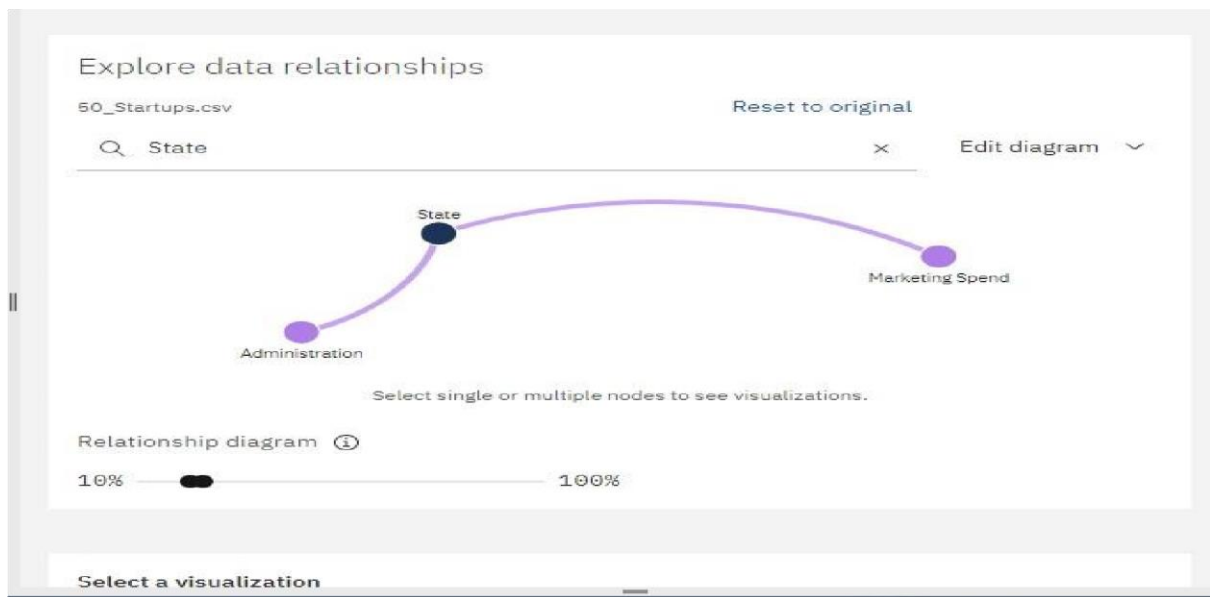 Explore data relationships
50_Startups.csv
Reset to original
State
×
Edit diagram
State
Marketing Spend
Administration
Select single or multiple nodes to see visualizations.
Relationship diagram
10%
100%
Select a visualization